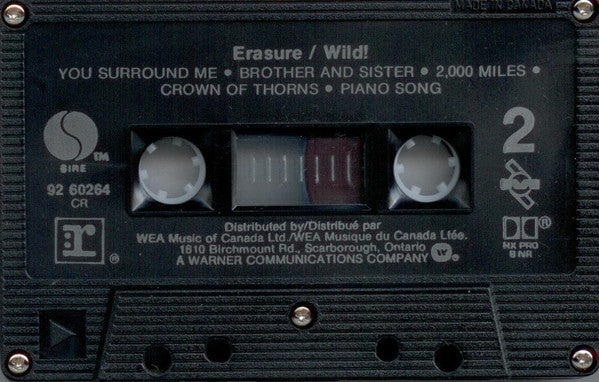 MADE IN CANADA
Erasure / Wild!
YOU SURROUND ME • BROTHER AND SISTER • 2,000 MILES •
CROWN OF THORNS • PIANO SONG
SIRE TM
2
92 60264
CR
r ®
Distributed by/Distribué par
WEA Music of Canada Ltd./WEA Musique du Canada Ltée.
1810 Birchmount Rd., Scarborough, Ontario
A WARNER COMMUNICATIONS COMPANY W ®.
HX PRO
B NR